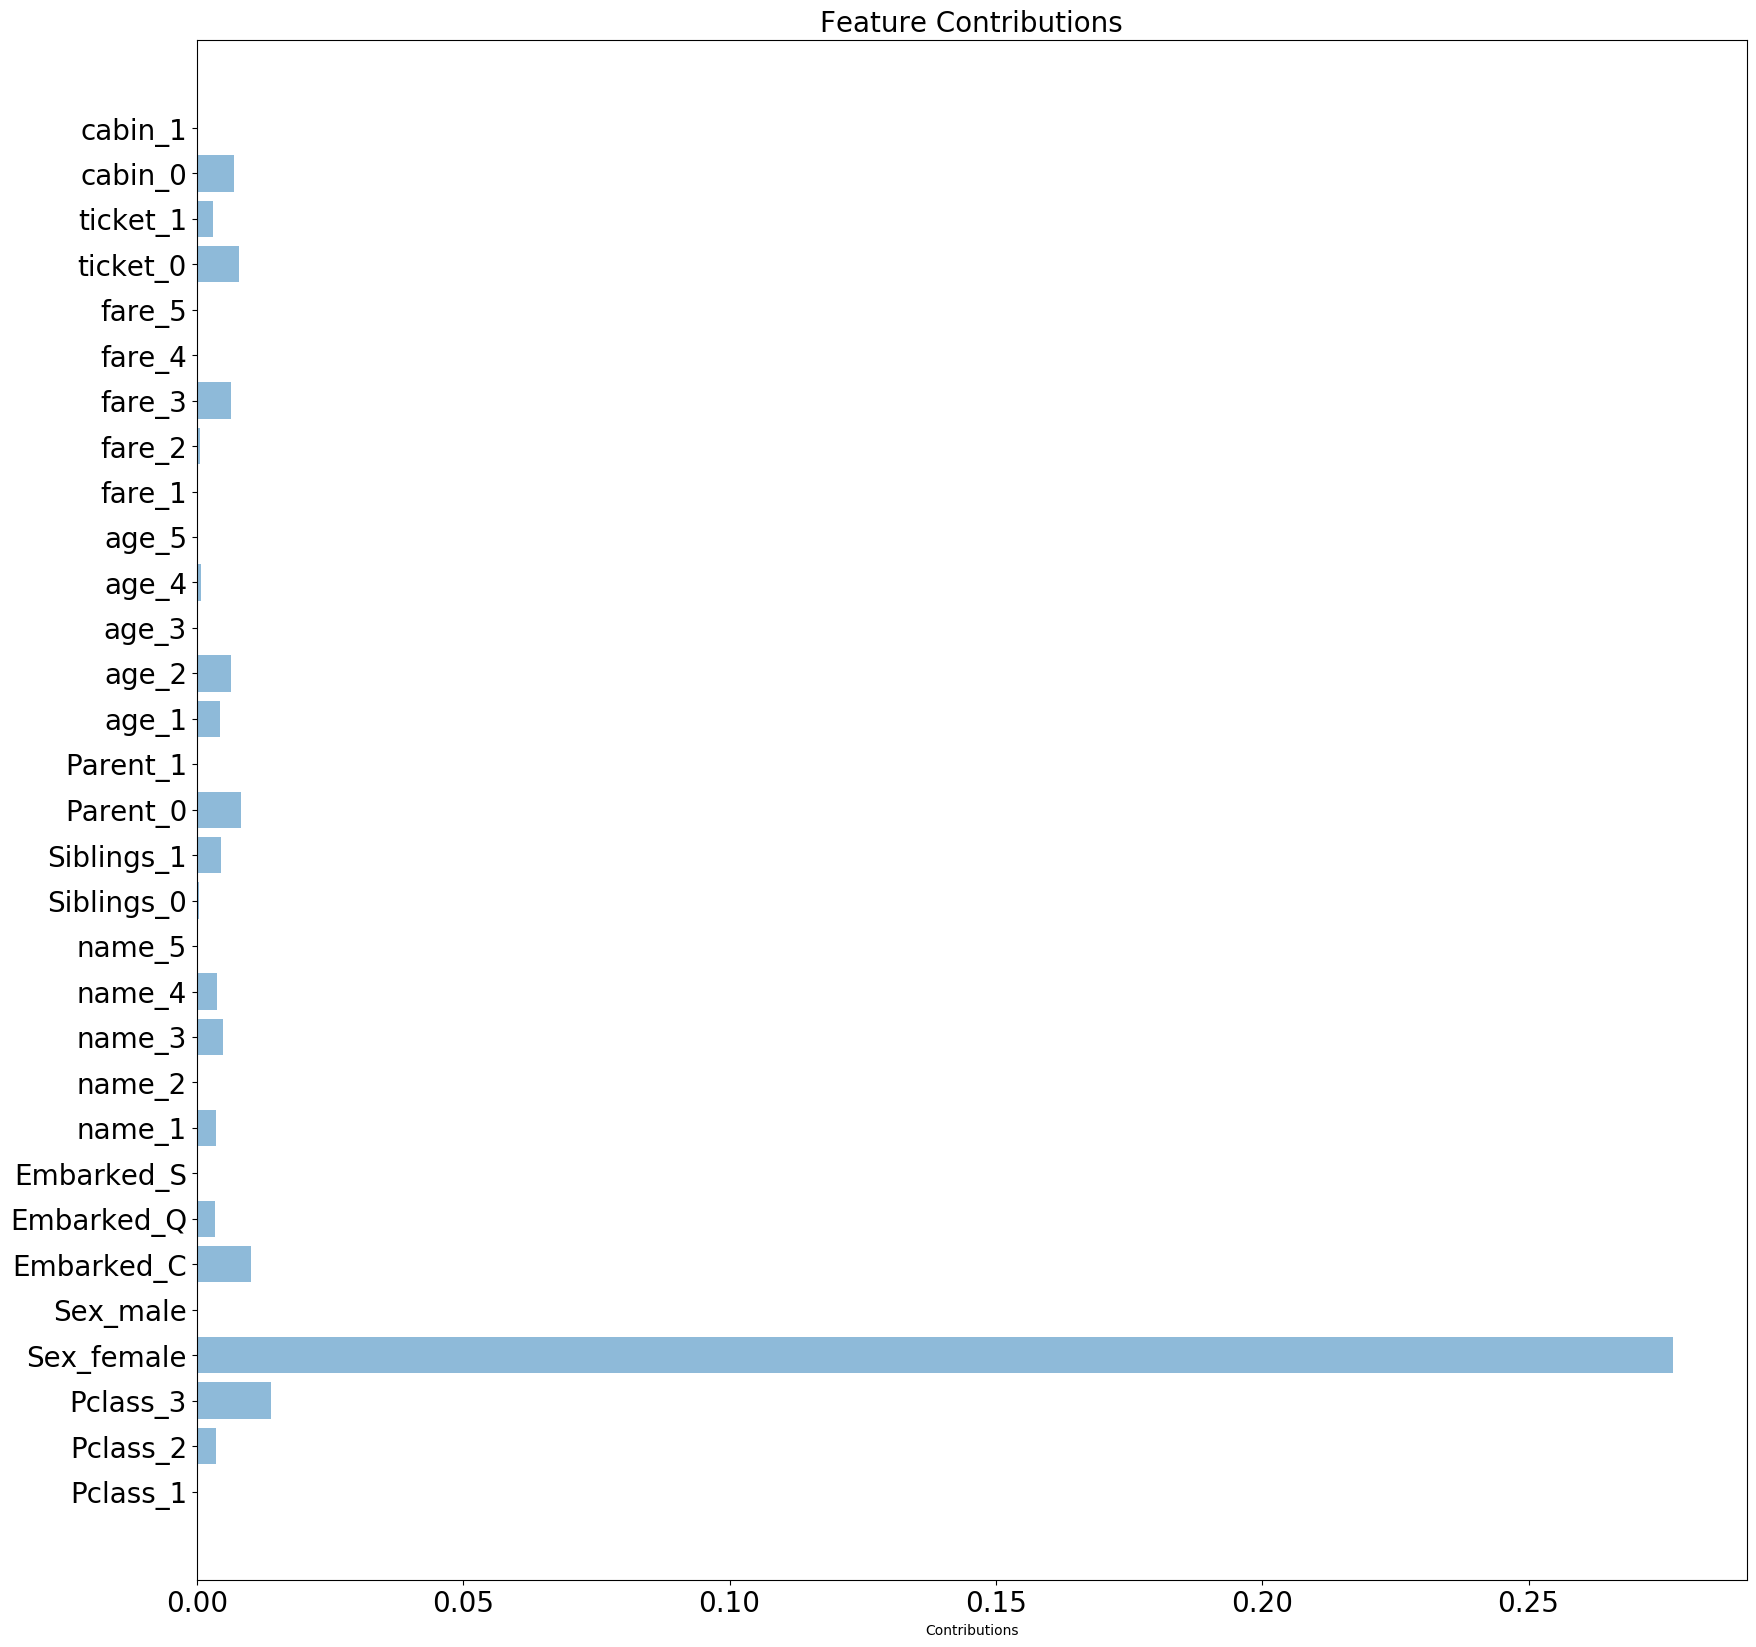 Feature Contributions
cabin_1
cabin_0
ticket_1
ticket_0
fare_5
fare_4
fare_3
fare_2
fare_1
age_5
age_4
age_3
age_2
age_1
Parent_1
Parent_0
Siblings_1
Siblings_0
name_5
name_4
name_3
name_2
name_1
Embarked_S
Embarked_Q
Embarked_C
Sex_male
Sex_female
Pclass_3
Pclass_2
Pclass_1
0.00 0.05 0.10 0.15 0.20 0.25
Contributions